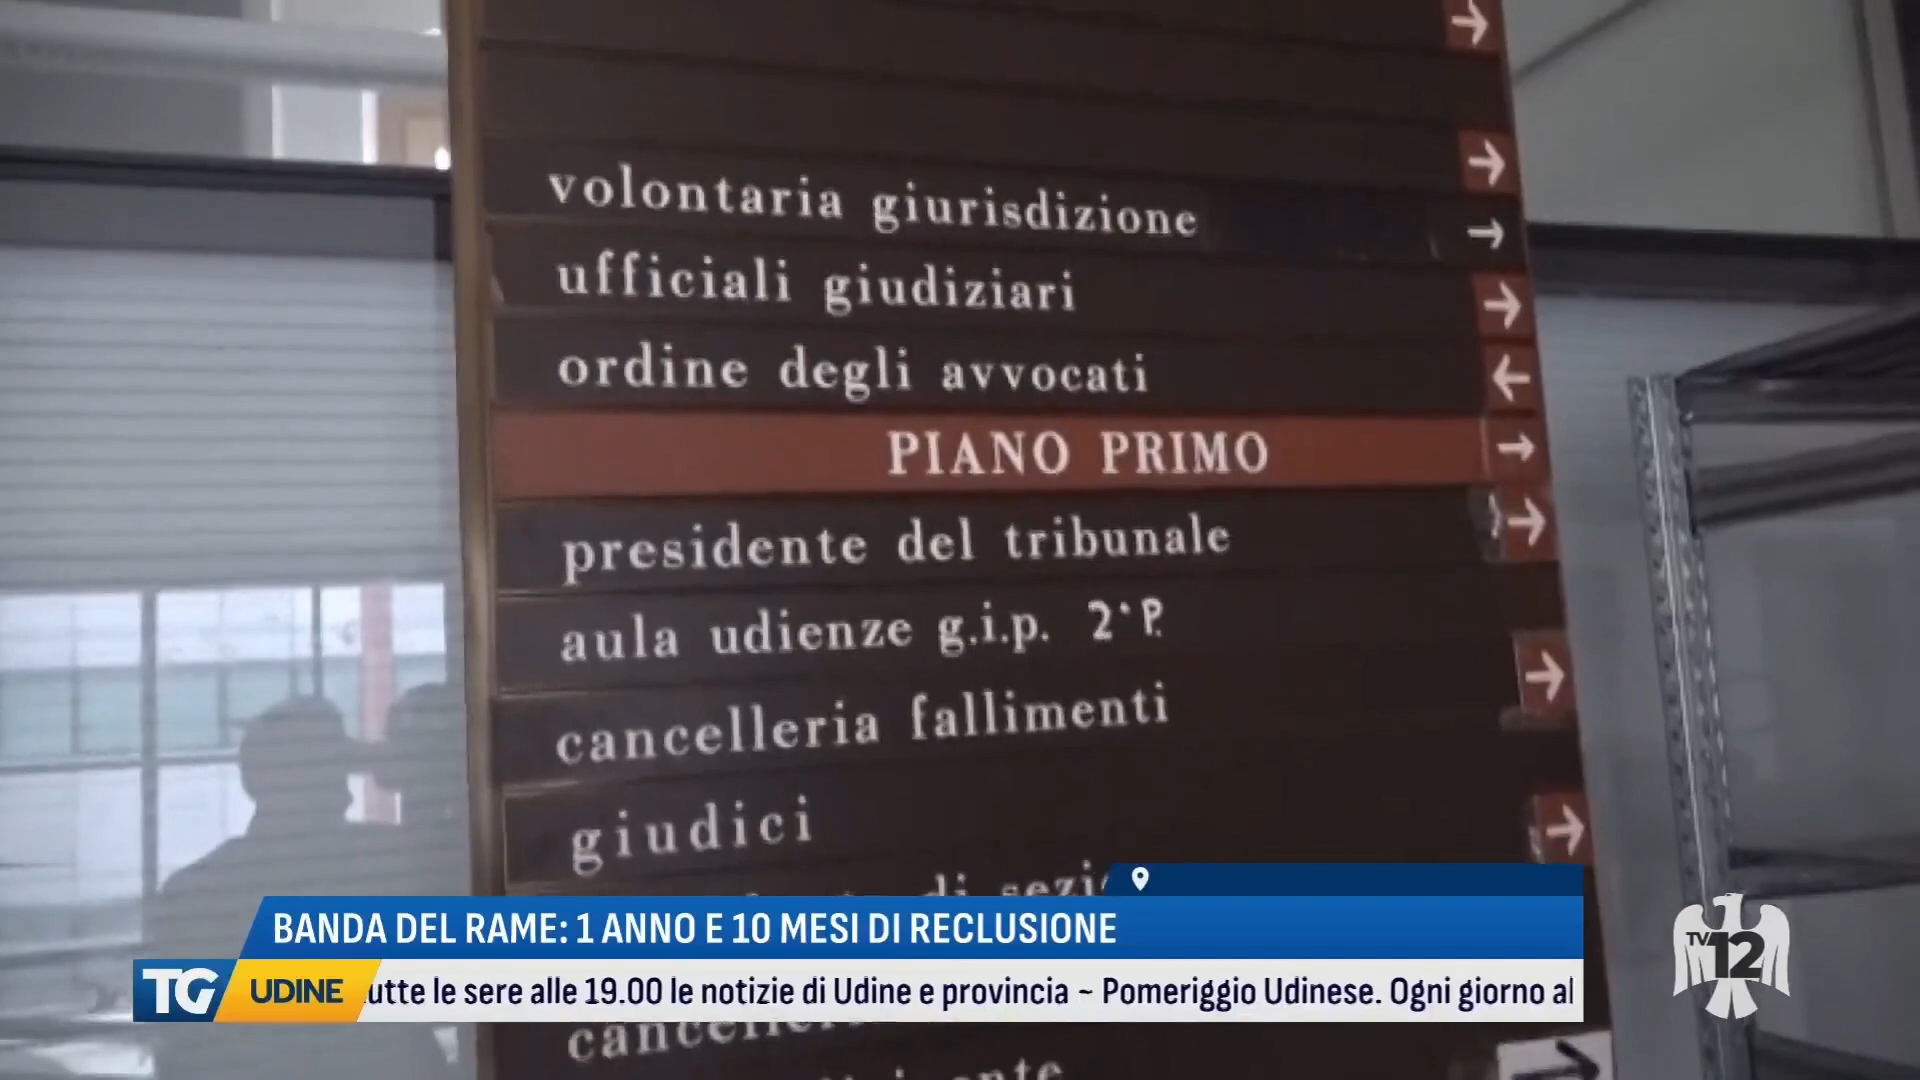 volontaria giurisdizione
ufficiali giudiziari
ordine degli avvocati
PIANO PRIMO
presidente del tribunale
aula udienze g.i.p. 2° P.
cancelleria fallimenti
giudici
di
BANDA DEL RAME: 1 ANNO E 10 MESI DI RECLUSIONE
TG UDINE
le sere alle 19.00 le notizie di Udine e provincia ~ Pomeriggio Udinese. Ogni giorno al
TV12